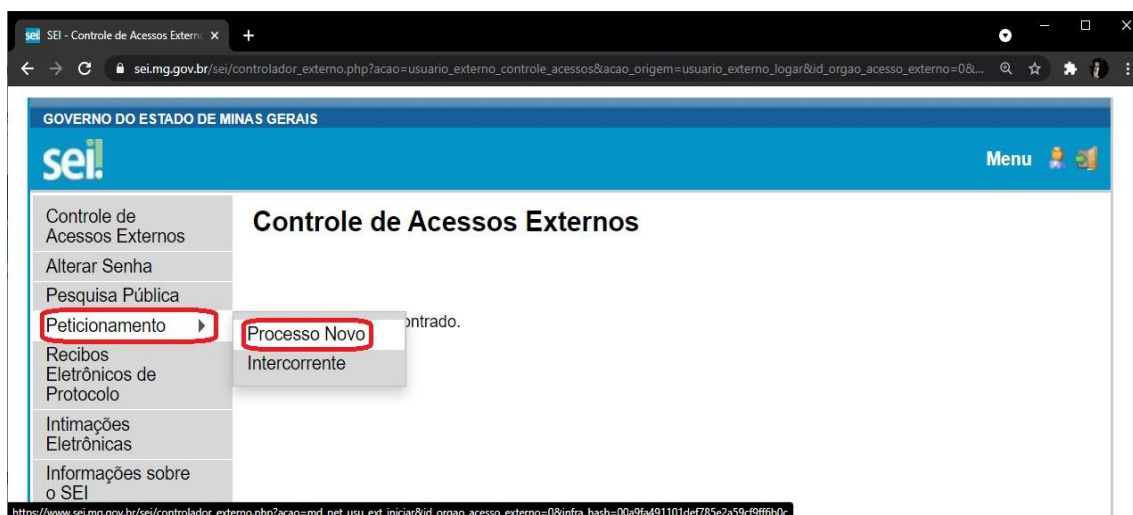 sei! SEI - Controle de Acessos Extern
sei.mg.gov.br/sei/controlador_externo.php?acao=usuario_externo_controle_acessos&acao_origem=usuario_externo_logar&id_orgao_acesso_externo=0&...
GOVERNO DO ESTADO DE MINAS GERAIS
sei!
Menu
Controle de
Acessos Externos
Controle de Acessos Externos
Alterar Senha
Pesquisa Pública
Peticionamento
ontrado.
Processo Novo
Intercorrente
Recibos
Eletrônicos de
Protocolo
Intimações
Eletrônicas
Informações sobre
o SEI
https://www.sei.mg.gov.br/sei/controlador_externo.php?acao=md_pet_usu_ext_iniciar&id_orgao_acesso_externo=0&infra_hash=00a9fa491101def785e2a59cf9ff6b0c